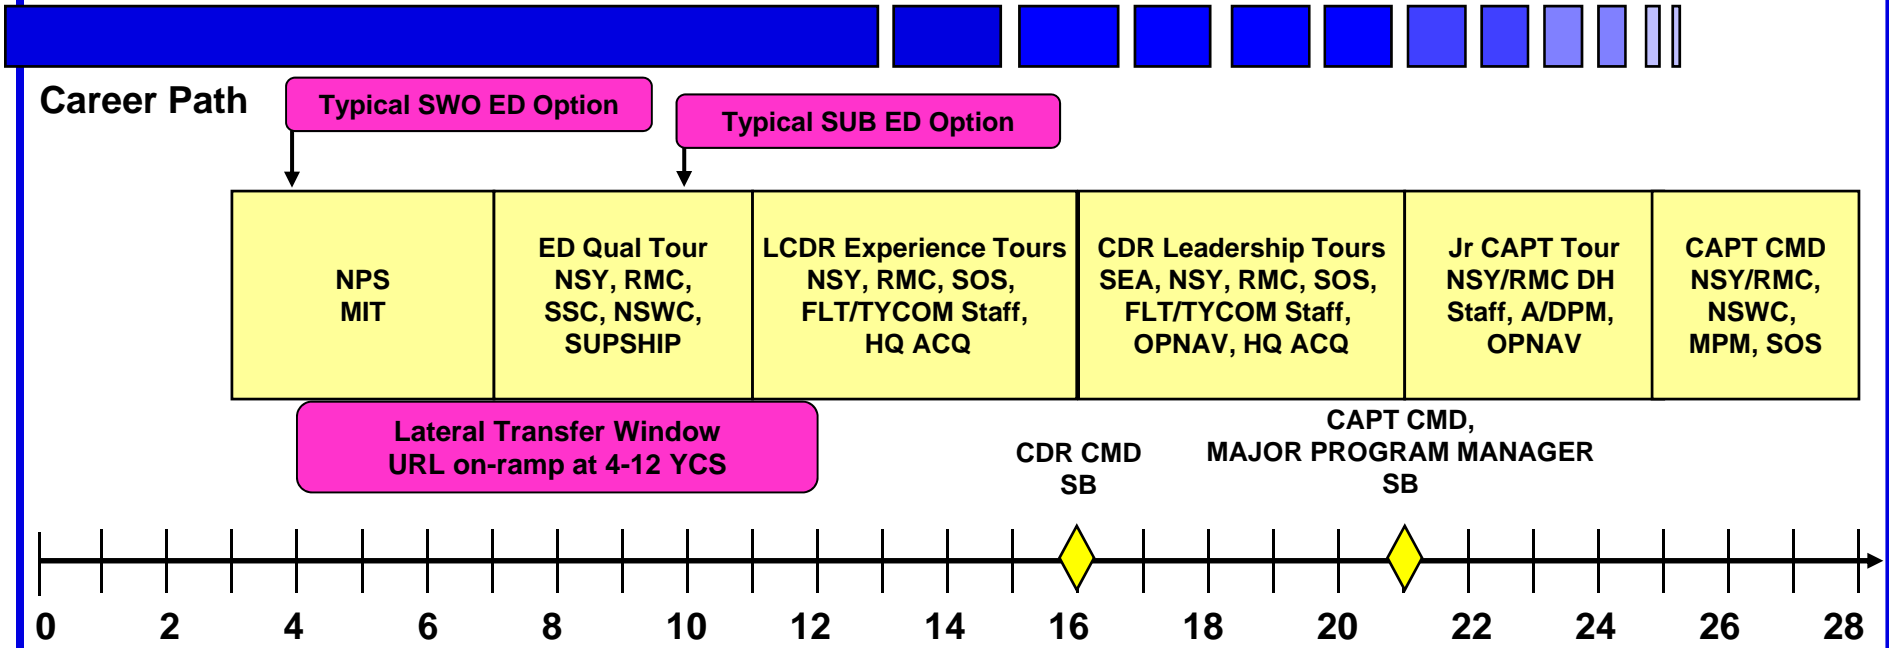 Career Path
Typical SWO ED Option
Typical SUB ED Option
NPS
MIT
ED Qual Tour
NSY, RMC,
SSC, NSWC,
SUPSHIP
LCDR Experience Tours
NSY, RMC, SOS,
FLT/TYCOM Staff,
HQ ACQ
CDR Leadership Tours
SEA, NSY, RMC, SOS,
FLT/TYCOM Staff,
OPNAV, HQ ACQ
Jr CAPT Tour
NSY/RMC DH
Staff, A/DPM,
OPNAV
CAPT CMD
NSY/RMC,
NSWC,
MPM, SOS
Lateral Transfer Window
URL on-ramp at 4-12 YCS
CDR CMD
SB
CAPT CMD,
MAJOR PROGRAM MANAGER
SB
0 2 4 6 8 10 12 14 16 18 20 22 24 26 28